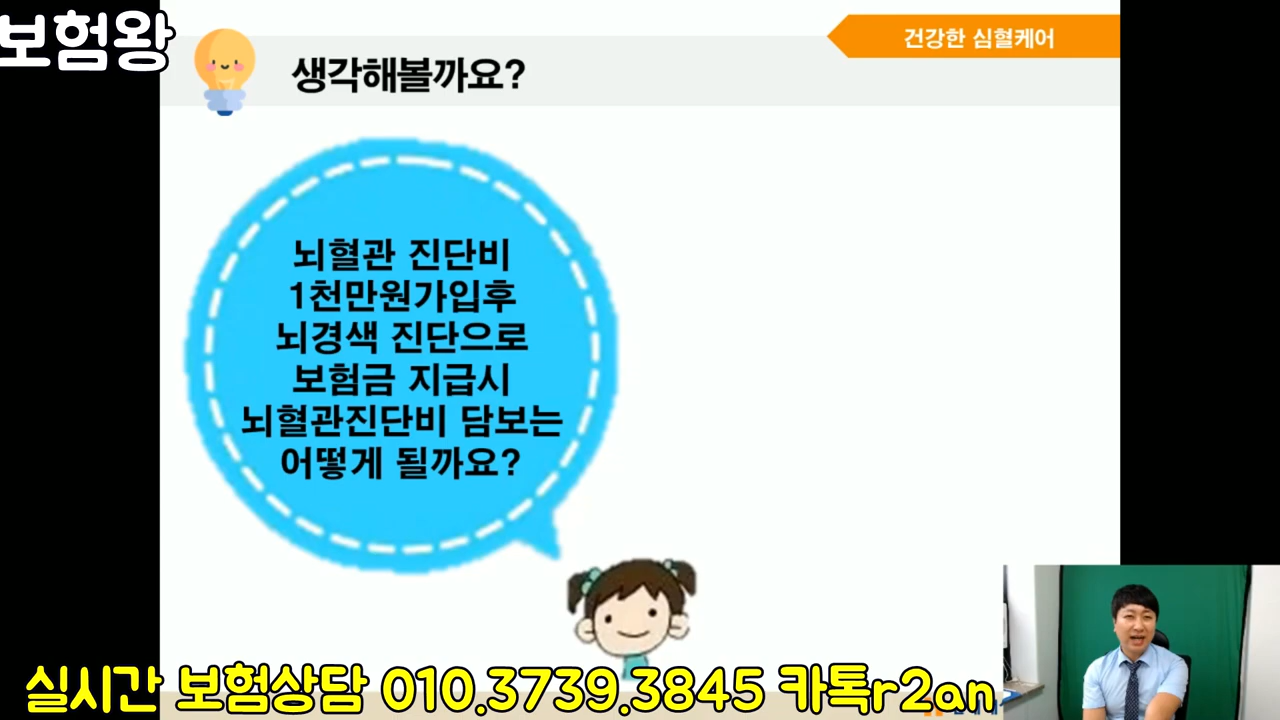 보험왕
건강한 심혈케어
생각해볼까요?
뇌혈관 진단비
1천만원가입후
뇌경색 진단으로
보험금 지급시
뇌혈관진단비 담보는
어떻게 될까요?
실시간 보험상담 010.3739.3845 카톡r2an